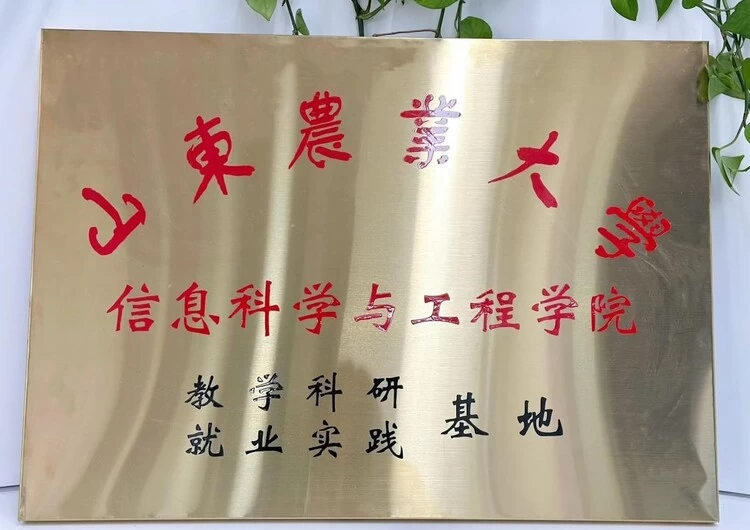 山東農業大學
信息科学与工程学院
教学科研
就业实践
基地